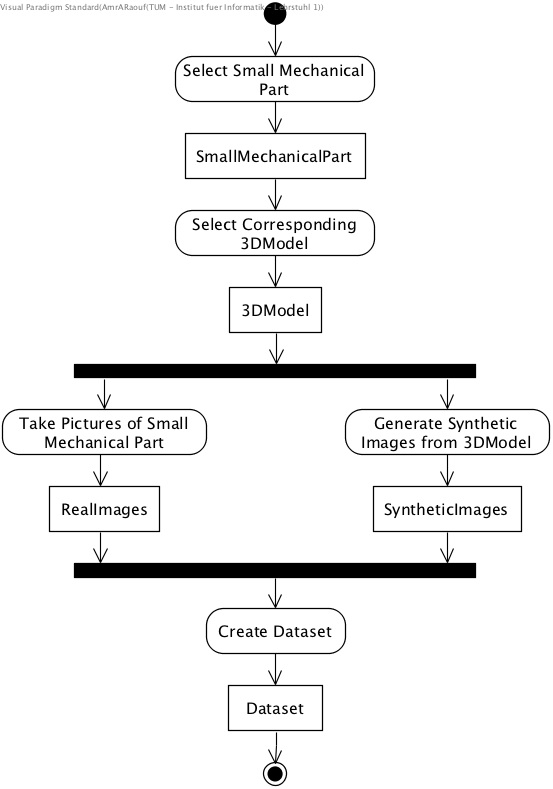 Visual Paradigm Standard(AmrARaouf(TUM - Institut fuer Informatik - Lehrstuhl 1))
Select Small Mechanical
Part
SmallMechanicalPart
Select Corresponding
3DModel
3DModel
Take Pictures of Small
Mechanical Part
Generate Synthetic
Images from 3DModel
RealImages
SyntheticImages
Create Dataset
Dataset